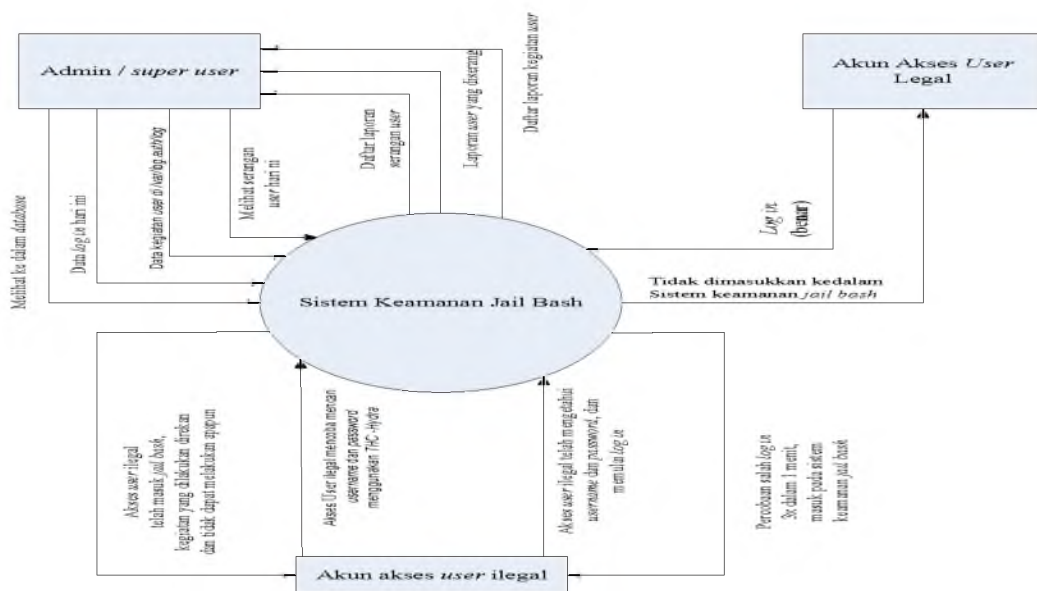 Admin / super user
Akun Akses User
Legal
Melihat ke dalam database
Data log in hari ini
Data kegiatan user di /var/log.auth/log
Melihat serangan
user hari ini
Daftar laporan
serangan user
Laporan user yang diserang
Daftar laporan kegiatan user
Log in
(benar)
Sistem Keamanan Jail Bash
Tidak dimasukkan kedalam
Sistem keamanan jail bash
Akses user ilegal
telah masuk jail bash,
kegiatan yang dilakukan direkam
dan tidak dapat melakukan apapun
Akses User ilegal mencoba mencari
username dan password
menggunakan THC -Hydra
Akses user ilegal telah mengetahui
username dan password, dan
memulai log in
Percobaan salah log in
3x dalam 1 menit,
masuk pada sistem
keamanan jail bash
Akun akses user ilegal